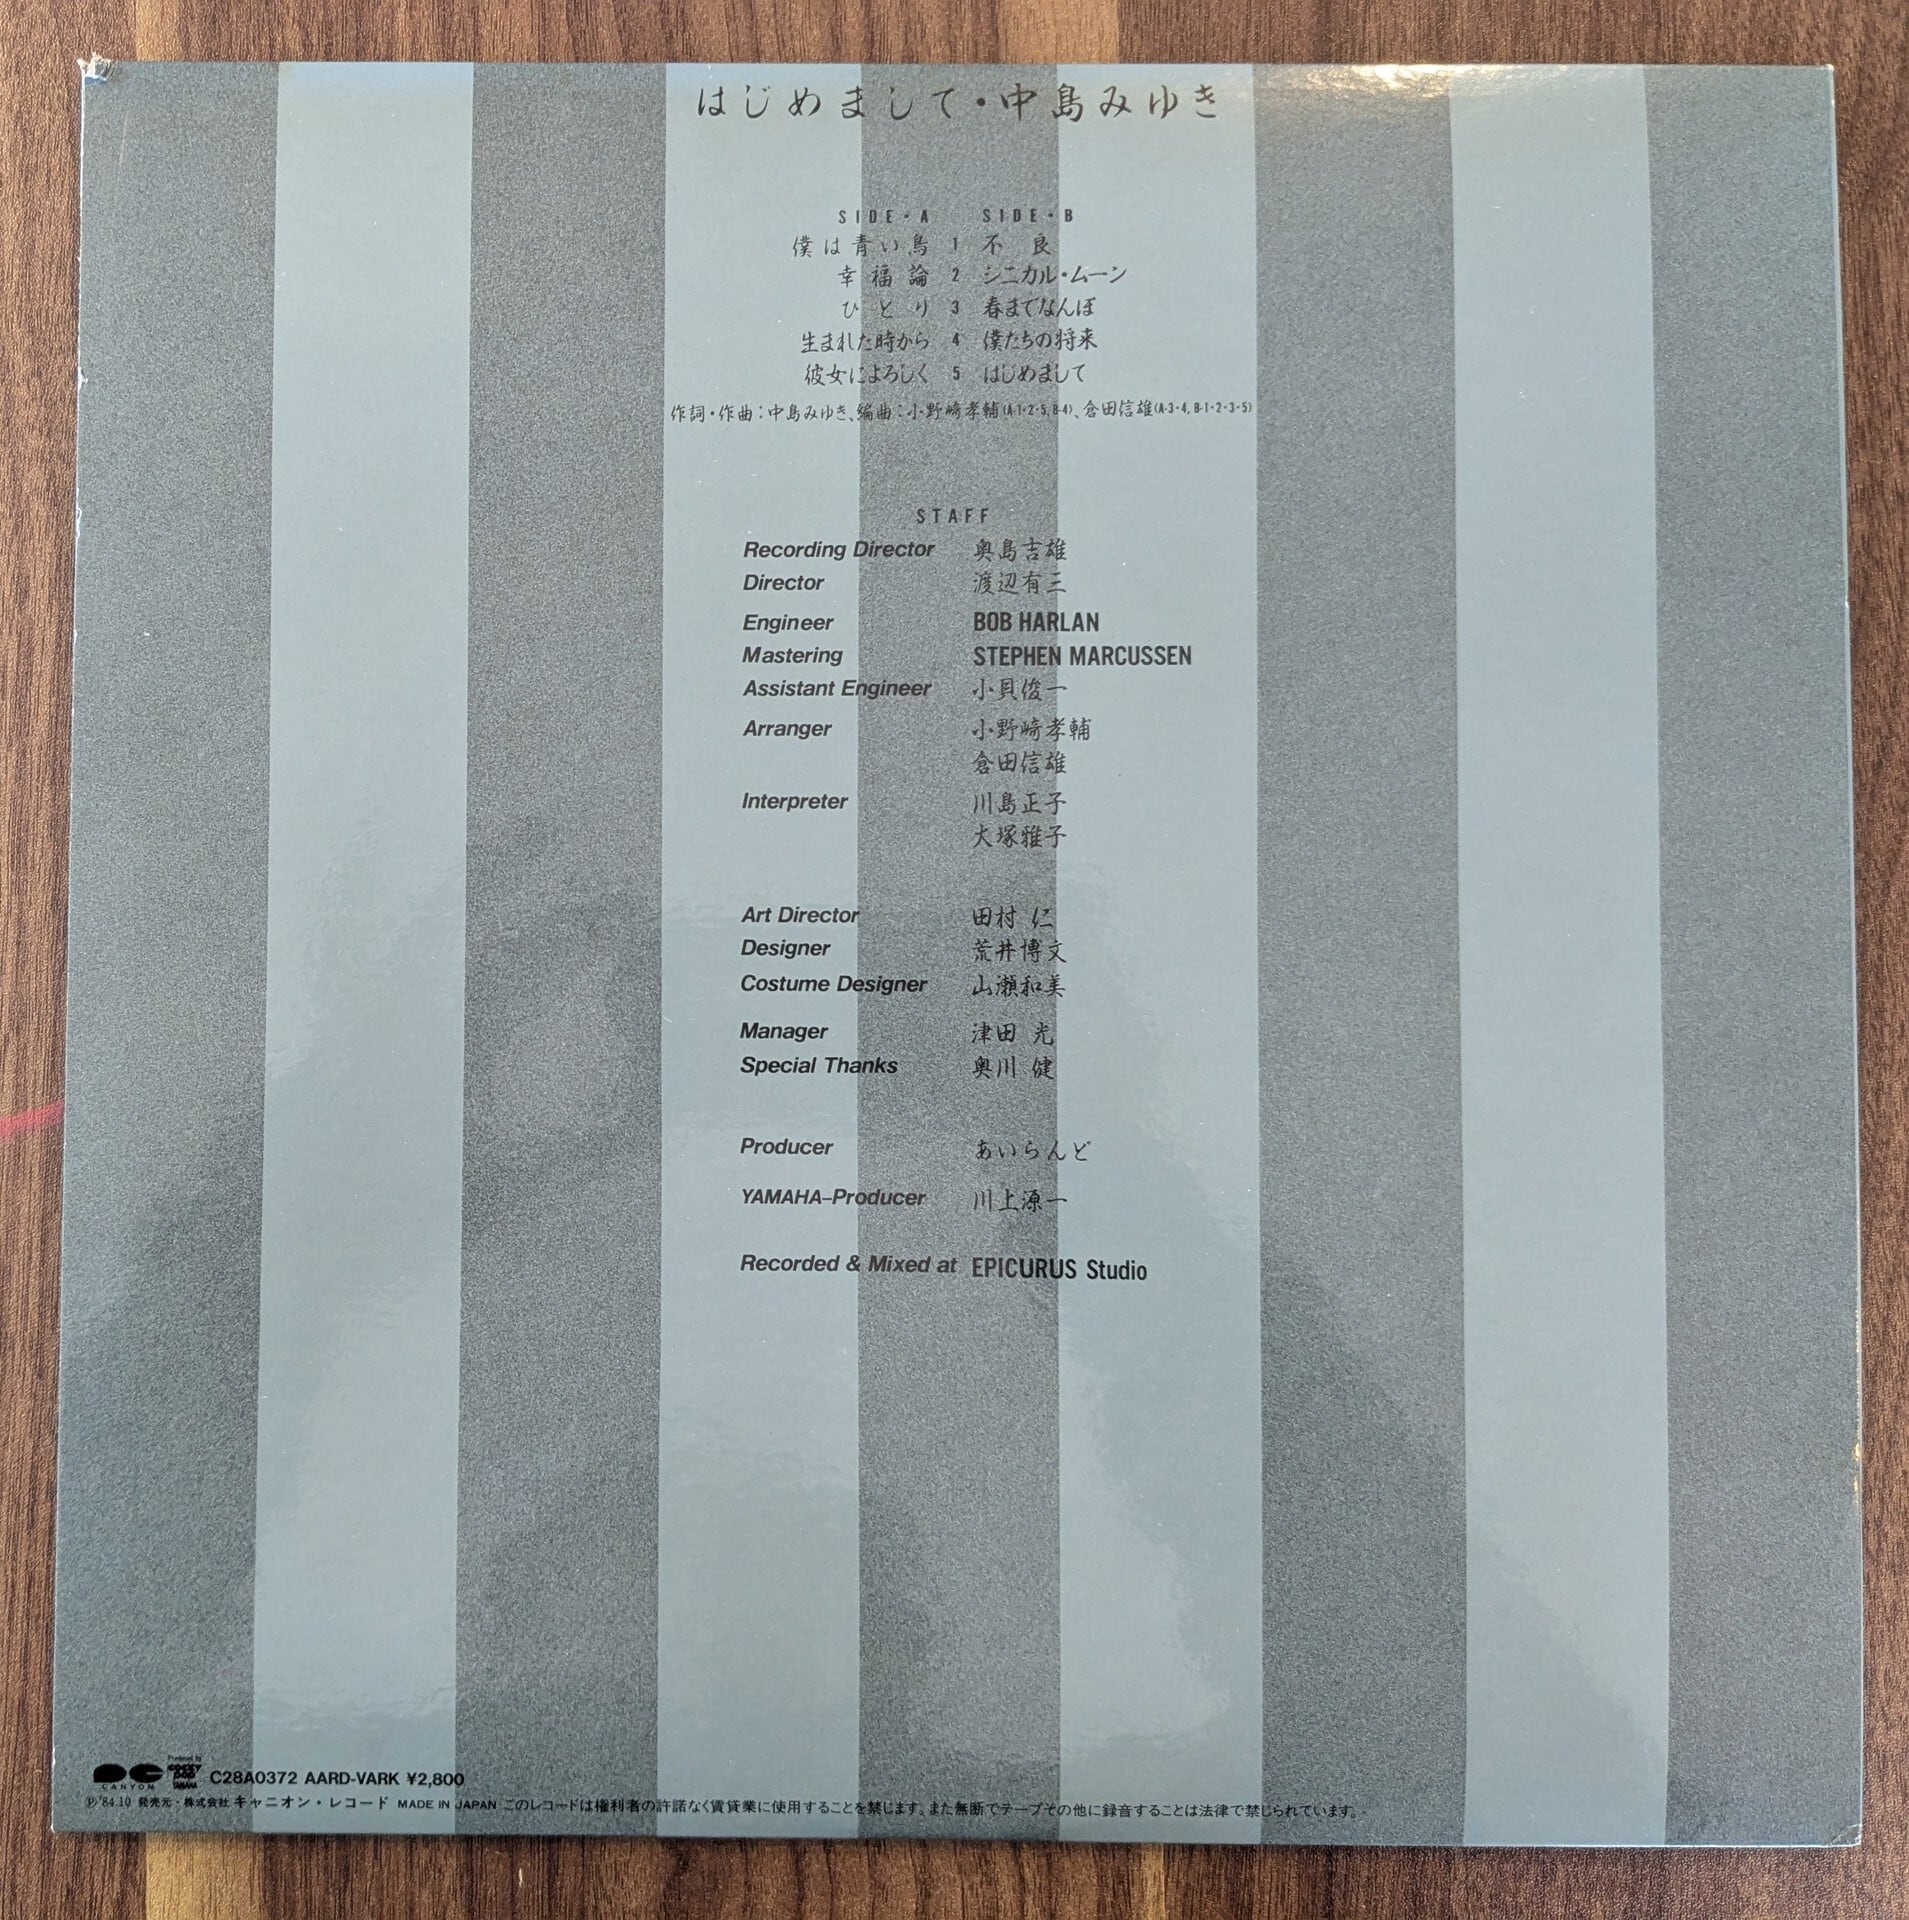 はじめまして・中島みゆき
SIDE・A SIDE・B
僕は青い鳥 1 不良
幸福論 2 シニカル・ムーン
ひとり 3 春までなんぼ
生まれた時から 4 僕たちの将来
彼女によろしく 5 はじめまして
作詞・作曲：中島みゆき、編曲：小野崎孝輔(A-1・2・5, B-4)、倉田信雄(A-3・4, B-1・2・3・5)
STAFF
Recording Director 奥島吉雄
Director 渡辺有三
Engineer BOB HARLAN
Mastering STEPHEN MARCUSSEN
Assistant Engineer 小貝俊一
Arranger 小野崎孝輔
倉田信雄
Interpreter 川島正子
大塚雅子
Art Director 田村 仁
Designer 荒井博文
Costume Designer 山瀬和美
Manager 津田 光
Special Thanks 奥川 健
Producer あいらんど
YAMAHA-Producer 川上源一
Recorded & Mixed at EPICURUS Studio
CANYON Produced by COCKY POP YAMAHA C28A0372 AARD-VARK ¥2,800
Ⓟ'84.10 発売元・株式会社 キャニオン・レコード MADE IN JAPAN このレコードは権利者の許諾なく賃貸業に使用することを禁じます。また無断でテープその他に録音することは法律で禁じられています。